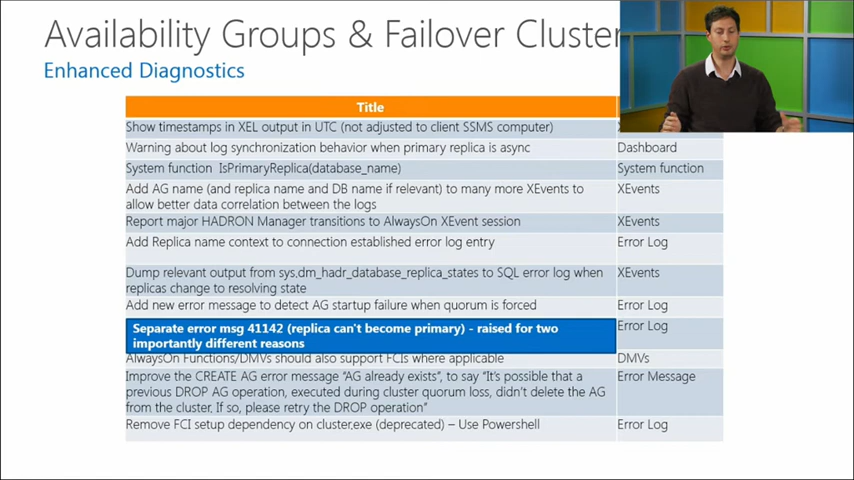 Availability Groups & Failover Cluster
Enhanced Diagnostics
Title
Show timestamps in XEL output in UTC (not adjusted to client SSMS computer)
Warning about log synchronization behavior when primary replica is async
Dashboard
System function IsPrimaryReplica(database_name)
System function
Add AG name (and replica name and DB name if relevant) to many more XEvents to
allow better data correlation between the logs
XEvents
Report major HADRON Manager transitions to AlwaysOn XEvent session
XEvents
Add Replica name context to connection established error log entry
Error Log
Dump relevant output from sys.dm_hadr_database_replica_states to SQL error log when
replicas change to resolving state
XEvents
Add new error message to detect AG startup failure when quorum is forced
Error Log
Separate error msg 41142 (replica can't become primary) - raised for two
importantly different reasons
Error Log
AlwaysOn Functions/DMVs should also support FCIs where applicable
DMVs
Improve the CREATE AG error message “AG already exists”, to say “It’s possible that a
previous DROP AG operation, executed during cluster quorum loss, didn’t delete the AG
from the cluster. If so, please retry the DROP operation”
Error Message
Remove FCI setup dependency on cluster.exe (deprecated) – Use Powershell
Error Log